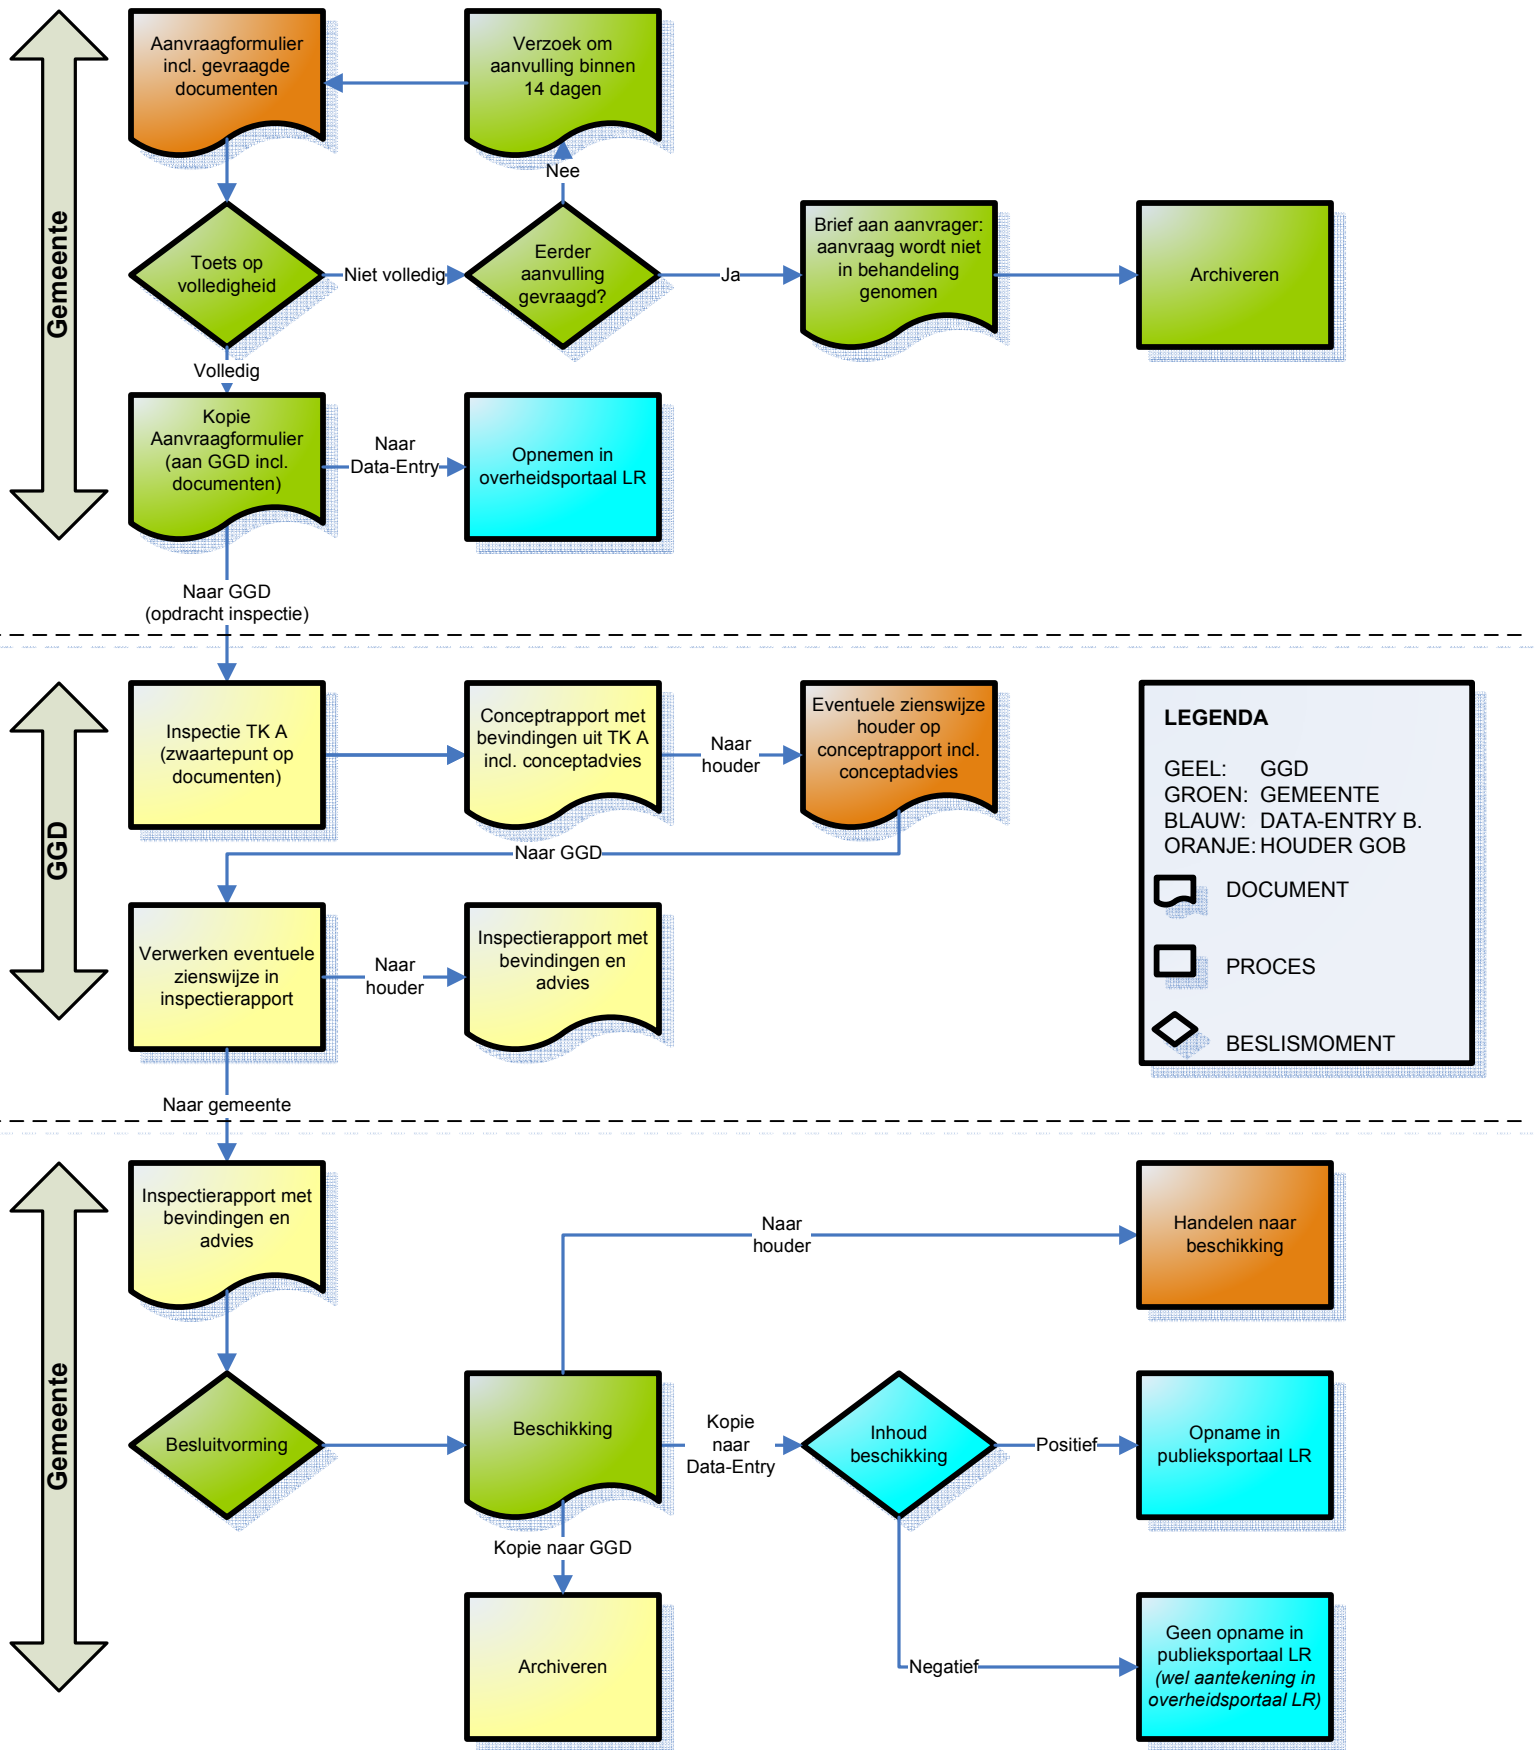 Gemeente
Aanvraagformulier
incl. gevraagde
documenten
Verzoek om
aanvulling binnen
14 dagen
Nee
Toets op
volledigheid
Niet volledig
Eerder
aanvulling
gevraagd?
Ja
Brief aan aanvrager:
aanvraag wordt niet
in behandeling
genomen
Archiveren
Volledig
Kopie
Aanvraagformulier
(aan GGD incl.
documenten)
Naar
Data-Entry
Opnemen in
overheidsportaal LR
Naar GGD
(opdracht inspectie)
GGD
Inspectie TK A
(zwaartepunt op
documenten)
Conceptrapport met
bevindingen uit TK A
incl. conceptadvies
Naar
houder
Eventuele zienswijze
houder op
conceptrapport incl.
conceptadvies
Naar GGD
Verwerken eventuele
zienswijze in
inspectierapport
Naar
houder
Inspectierapport met
bevindingen en
advies
LEGENDA
GEEL: GGD
GROEN: GEMEENTE
BLAUW: DATA-ENTRY B.
ORANJE: HOUDER GOB
DOCUMENT
PROCES
BESLISMOMENT
Naar gemeente
Gemeente
Inspectierapport met
bevindingen en
advies
Naar
houder
Handelen naar
beschikking
Besluitvorming
Beschikking
Kopie
naar
Data-Entry
Inhoud
beschikking
Positief
Opname in
publieksportaal LR
Kopie naar GGD
Archiveren
Negatief
Geen opname in
publieksportaal LR
(wel aantekening in
overheidsportaal LR)